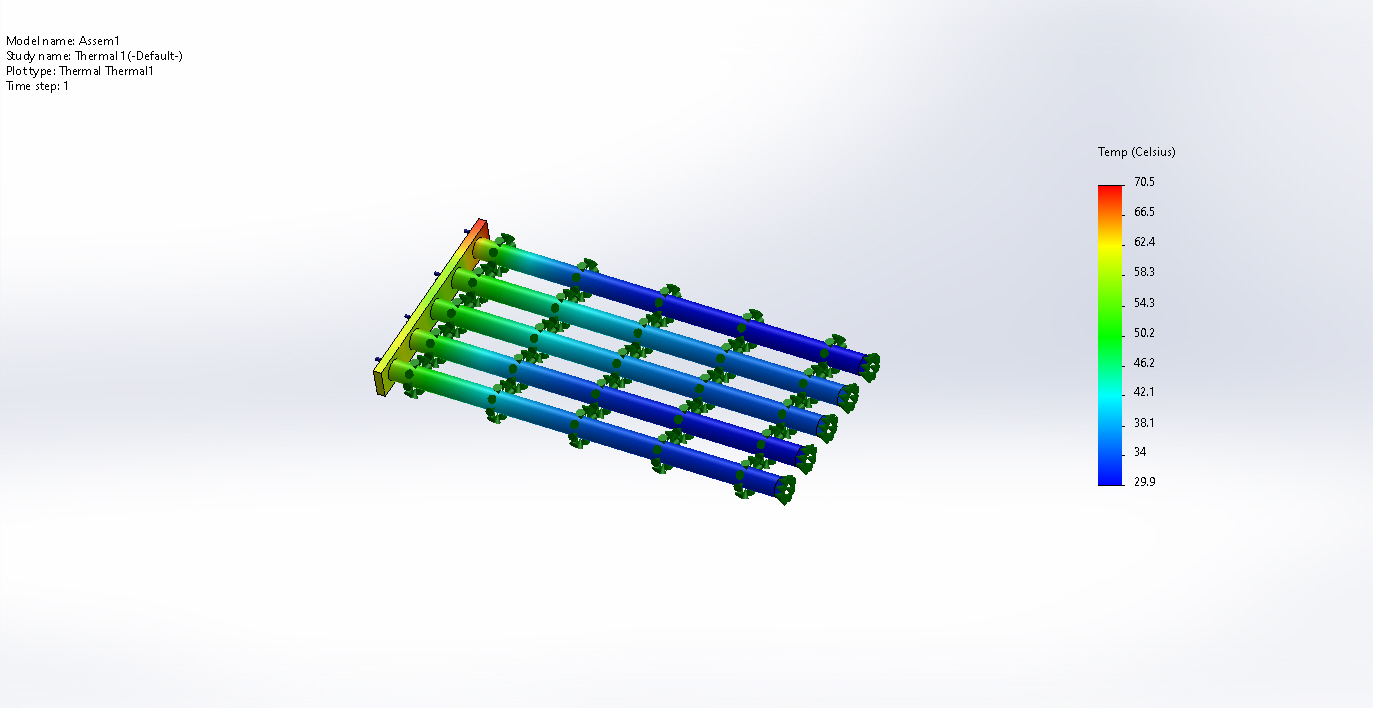 Model name: Assem1
Study name: Thermal 1(-Default-)
Plot type: Thermal Thermal1
Time step: 1
Temp (Celsius)
70.5
66.5
62.4
58.3
54.3
50.2
46.2
42.1
38.1
34
29.9